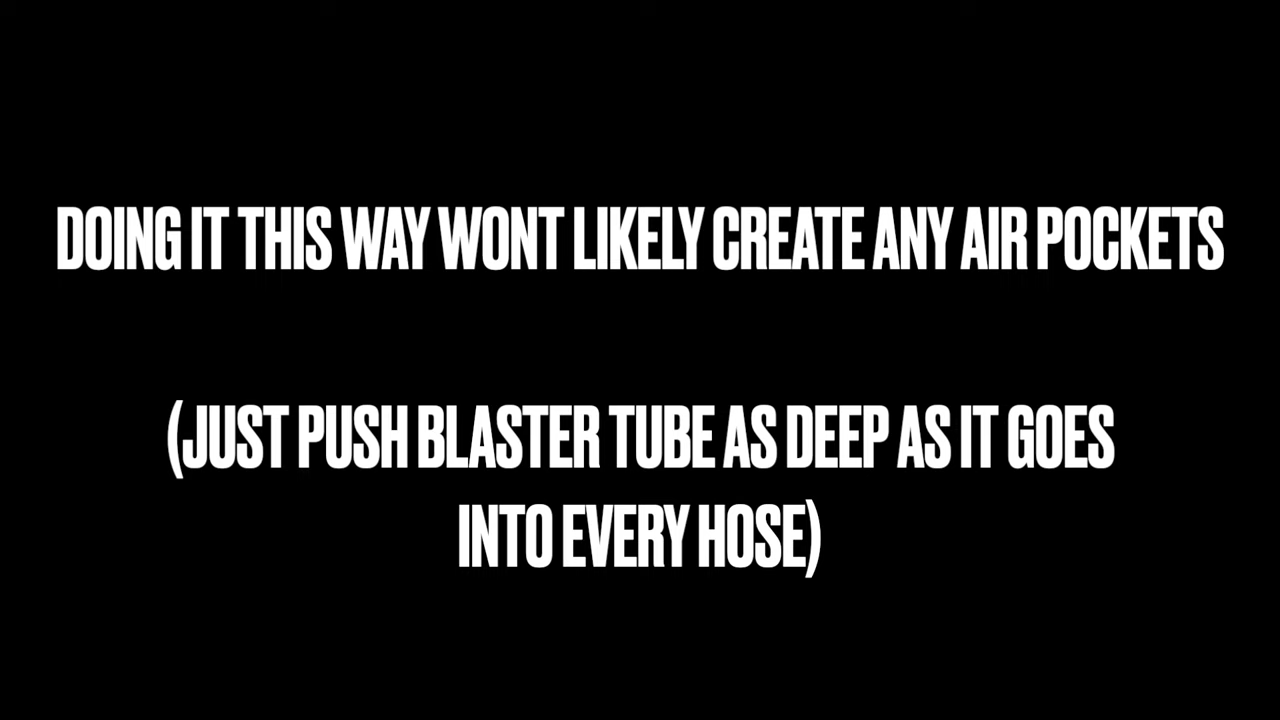 DOING IT THIS WAY WONT LIKELY CREATE ANY AIR POCKETS
(JUST PUSH BLASTER TUBE AS DEEP AS IT GOES
INTO EVERY HOSE)